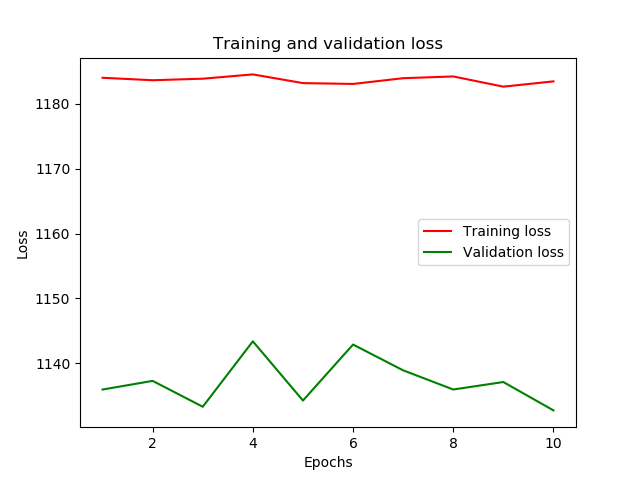 Training and validation loss
1180
1170
1160
1150
1140
Loss
Training loss
Validation loss
2
4
6
8
10
Epochs